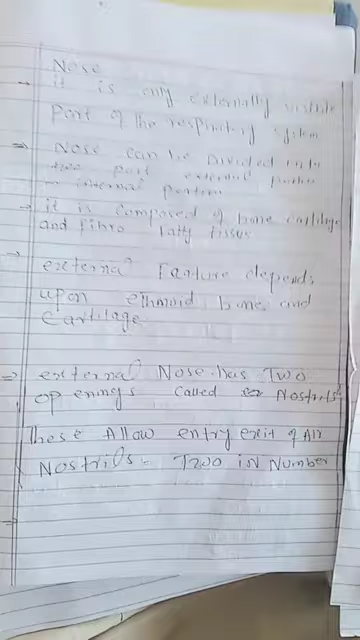 Nose
→ it is only externally visible
part of the respiratory system
⇒ Nose can be Divided into
two part external portion
internal portion
→ it is composed of bone cartilage
and fibro fatty tissus
→ external Fanture depends
upon ethmoid bone and
Cartilage
⇒ external Nose has Two
openings called Nostrils
These Allow entry exit of Air
Nostrils = Two in Number